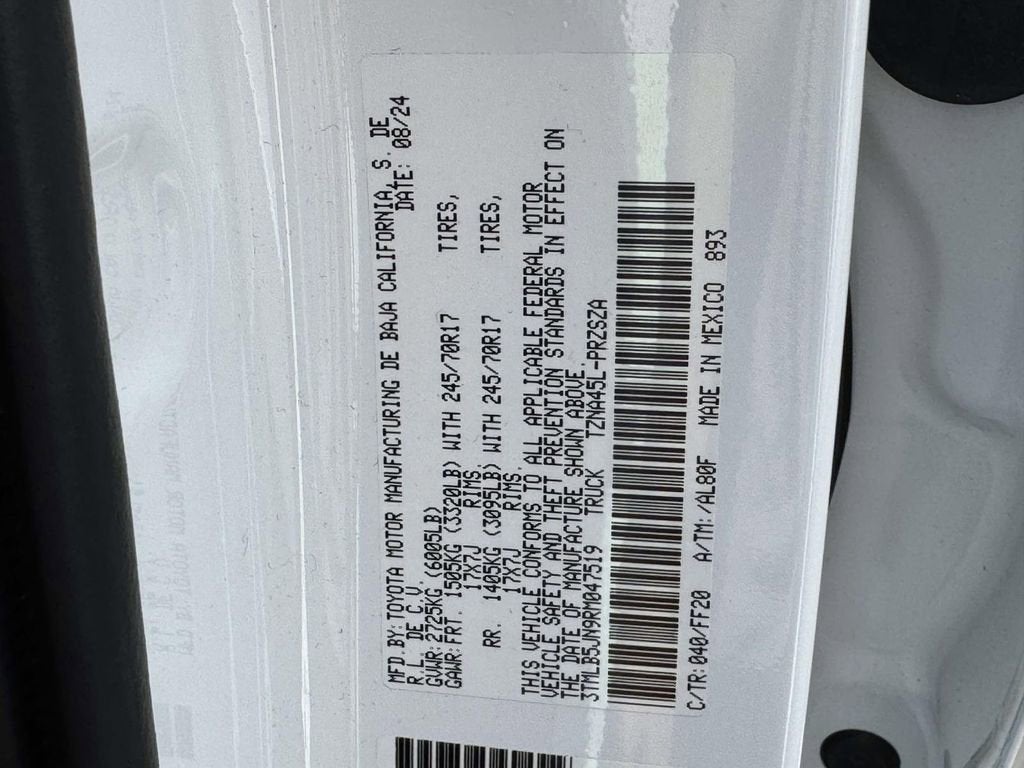 MFD BY: TOYOTA MOTOR MANUFACTURING DE BAJA CALIFORNIA, S. DE
R. L. DE C. V. DATE: 08/24
GVWR: 2725KG (6005LB)
GAWR: FRT. 1505KG (3320LB) WITH 245/70R17 TIRES,
17X7J RIMS
RR. 1405KG (3095LB) WITH 245/70R17 TIRES,
17X7J RIMS.
THIS VEHICLE CONFORMS TO ALL APPLICABLE FEDERAL MOTOR
VEHICLE SAFETY AND THEFT PREVENTION STANDARDS IN EFFECT ON
THE DATE OF MANUFACTURE SHOWN ABOVE.
3TMLB5JN9RM047519 TRUCK TZNA45L-PRZSZA
C/TR: 040/FF20 A/TM: /AL80F MADE IN MEXICO 893